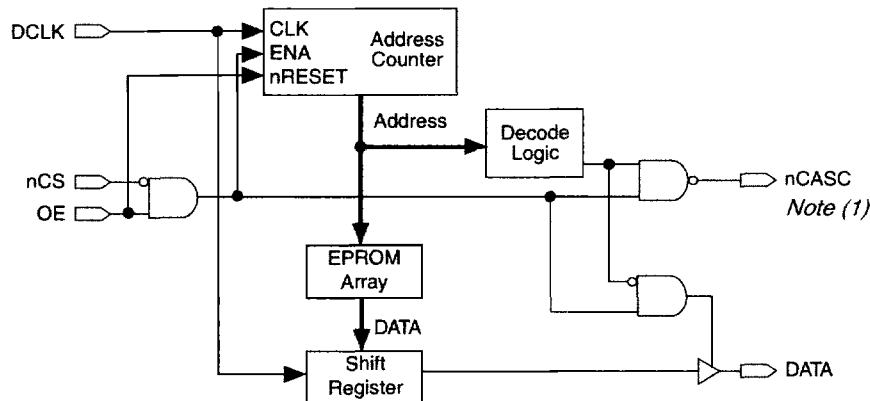 DCLK
CLK
ENA
nRESET
Address
Counter
Address
Decode
Logic
nCS
OE
nCASC
Note (1)
EPROM
Array
DATA
Shift
Register
DATA